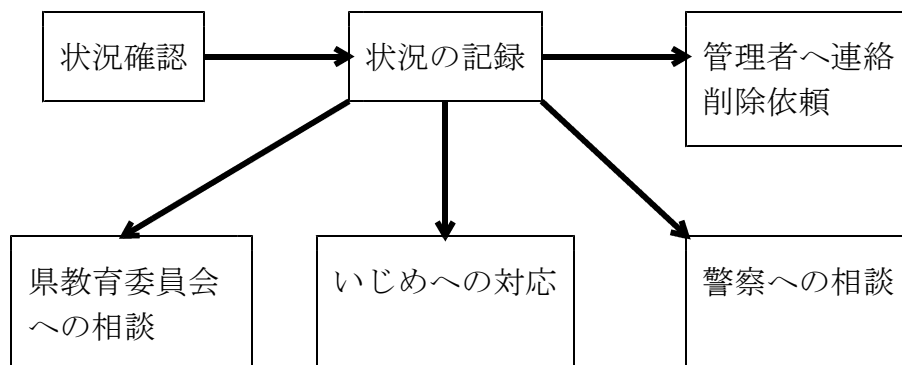 状況確認
状況の記録
管理者へ連絡
削除依頼
県教育委員会
への相談
いじめへの対応
警察への相談